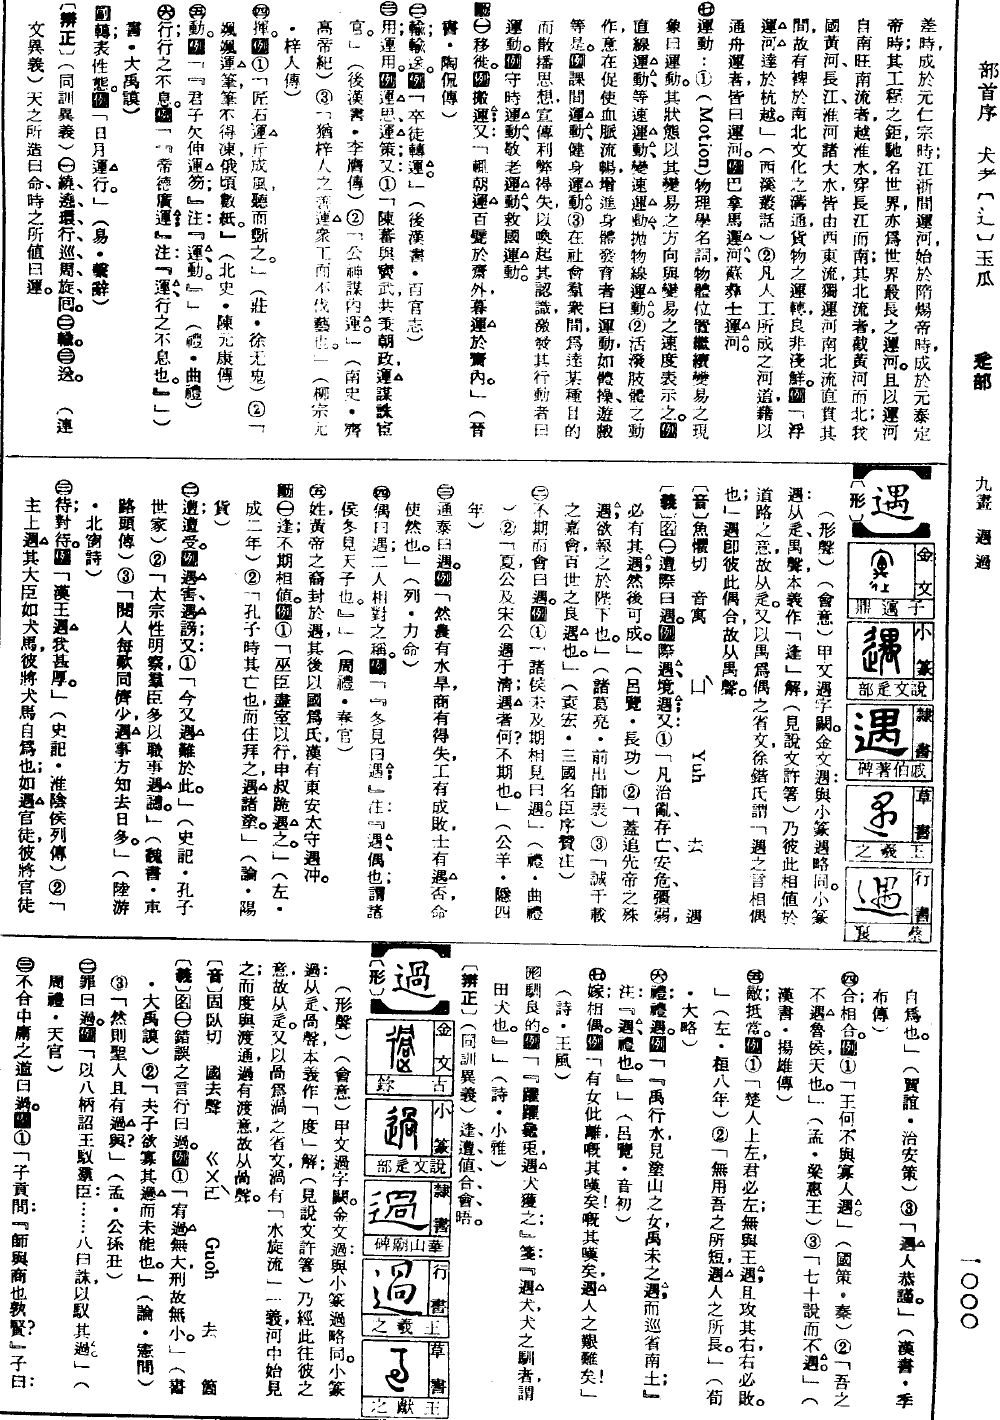 部首序 犬歹冖辶玉瓜 辵部 九畫 遇過 一○○○
差時，成於元仁宗時；江浙間運河，始於隋煬帝時，成於元泰定
帝時；其工程之鉅，馳名世界，亦爲世界最長之運河。且以運河
自南旺南流者，越淮水，穿長江而南；其北流者，截黃河而北；我
國黃河、長江、淮河諸大水，皆由西東流，獨運河南北流，直貫其
間，故有裨於南北文化之溝通，貨物之運轉，良非淺鮮。例「浮
運河，達於杭越。」（西溪叢話）②凡人工所成之河道，藉以
通舟運者，皆曰運河。例巴拿馬運河、蘇彝士運河。
㊆運動：①（Motion）物理學名詞，物體位置繼續變易之現
象曰運動。其狀態以其變易之方向與變易之速度表示之。例
直線運動、等速運動、變速運動、拋物線運動。②活潑肢體之動
作，意在促使血脈流暢，增進身體發育者曰運動，如體操、遊戲
等是。例課間運動、健身運動。③在社會羣衆間，爲達某種目的
而散播思想，宣傳利弊得失，以喚起其認識，激發其行動者曰
運動。例守時運動、敬老運動、救國運動。
動㊀移徙。例搬運；又：「輒朝運百甓於齋外，暮運於齋內。」（晉
書・陶侃傳）
㊁輸；輸送。例「卒徒轉運。」（後漢書・百官志）
㊂用；運用。例運思；運策；又①「陳蕃與竇武共秉朝政，運謀誅宦
官。」（後漢書・李膺傳）②「公神謀內運。」（南史・齊
高帝紀）③「猶梓人之善運衆工而不伐藝也。」（柳宗元
・梓人傳）
㊃揮。例①「匠石運斤成風，聽而斲之。」（莊・徐无鬼）②「
颯颯運筆，筆不得凍，俄頃數紙。」（北史・陳元康傳）
㊄動。例「『君子欠伸運笏』注：『運動。』」（禮・曲禮）
㊅行；行之不息。例「『帝德廣運。』注：『運行之不息也。』」（
書・大禹謨）
副轉表性態。例「日月運行。」（易・繫辭）
〔辨正〕（同訓異義）㊀繞、遶、環、行、巡、周、旋、回。㊁輸。㊂送。（連
文異義）天之所造曰命，時之所值曰運。
遇
〔形〕
金文 子遇鼎
小篆 說文辵部
隸書 戚伯著碑
草書 王羲之
行書 蔡襄
（形聲）（會意）甲文遇字闕。金文遇：與小篆遇略同。小篆
遇：从辵，禺聲，本義作「逢」解，（見說文許箸）乃彼此相值於
道路之意，故从辵。又以禺爲偶之省文，徐鍇氏謂「遇之言相偶
也」，遇卽彼此偶合，故从禺聲。
〔音〕魚懼切 音寓 ㄩˋ Yuh 去 遇
〔義〕名㊀遭際曰遇。例際遇、境遇；又①「凡治亂存亡，安危彊弱，
必有其遇，然後可成。」（呂覽・長功）②「蓋追先帝之殊
遇，欲報之於陛下也。」（諸葛亮・前出師表）③「誠千載
之嘉會，百世之良遇也。」（袁宏・三國名臣序贊注）
㊁不期而會曰遇。例①「諸侯未及期相見曰遇。」（禮・曲禮
）②「夏，公及宋公遇于清，遇者何？不期也。」（公羊・隱四
年）
㊂通泰曰遇。例「然農有水旱，商有得失，工有成敗，士有遇否，命
使然也。」（列・力命）
㊃偶曰遇，二人相對之稱。例「『冬見曰遇。』注：『遇，偶也，謂諸
侯冬見天子也。』」（周禮・春官）
㊄姓，黃帝之裔，封於遇，其後以國爲氏，漢有東安太守遇沖。
動㊀逢；不期相值。例①「巫臣盡室以行，申叔跪遇之。」（左・
成二年）②「孔子時其亡也，而往拜之，遇諸塗。」（論・陽
貨）
㊁遭；遭受。例遇害；遇謗；又①「今又遇難於此。」（史記・孔子
世家）②「太宗性明察，羣臣多以職事遇譴。」（魏書・車
路頭傳）③「閱人每歎同儕少，遇事方知去日多。」（陸游
・北窗詩）
㊂待；對待。例①「漢王遇我甚厚。」（史記・淮陰侯列傳）②「
主上遇其大臣如犬馬，彼將犬馬自爲也；如遇官徒，彼將官徒
自爲也。」（賈誼・治安策）③「遇人恭謹。」（漢書・季
布傳）
㊃合；相合。例①「王何不與寡人遇。」（國策・秦）②「吾之
不遇魯侯，天也。」（孟・梁惠王）③「七十說而不遇。」（
漢書・揚雄傳）
㊄敵；抵當。例①「楚人上左，君必左，無與王遇；且攻其右，右必敗。
」（左・桓八年）②「無用吾之所短，遇人之所長。」（荀
・大略）
㊅禮；禮遇。例「『禹行水，見塗山之女，禹未之遇，而巡省南土；』
注：『遇，禮也。』」（呂覽・音初）
㊆嫁；相偶。例「有女仳離，嘅其嘆矣！嘅其嘆矣，遇人之艱難矣！」
（詩・王風）
形馴良的。例「『躍躍毚兎，遇犬獲之。』箋：『遇犬，犬之馴者，謂
田犬也。』」（詩・小雅）
〔辨正〕（同訓異義）逢、遭、值、合、會、晤。
過
〔形〕
金文 古鉩
小篆 說文辵部
隸書 華山廟碑
行書 王羲之
草書 王獻之
（形聲）（會意）甲文過字闕。金文過：與小篆過略同。小篆
過：从辵，咼聲，本義作「度」解，（見說文許箸）乃經此往彼之
意，故从辵。又以咼爲渦之省文，渦有「水旋流」一義，河中始見
之；而度與渡通，過有渡意，故从咼聲。
〔音〕固臥切 國去聲 ㄍㄨㄛˋ Guoh 去 箇
〔義〕名㊀錯誤之言行曰過。例①「宥過無大，刑故無小。」（書
・大禹謨）②「夫子欲寡其過而未能也。」（論・憲問）
③「然則聖人且有過與？」（孟・公孫丑）
㊁罪曰過。例「以八柄詔王馭羣臣：……八曰誅，以馭其過。」（
周禮・天官）
㊂不合中庸之道曰過。例①「子貢問：『師與商也孰賢？』子曰：